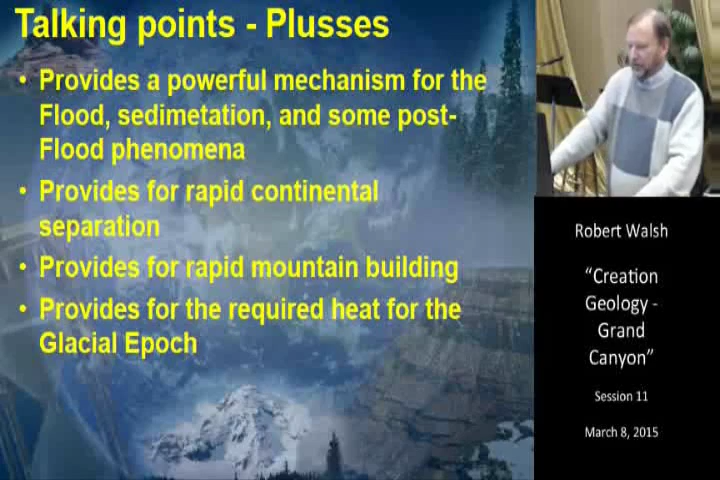 Talking points - Plusses
• Provides a powerful mechanism for the
Flood, sedimetation, and some post-
Flood phenomena
• Provides for rapid continental
separation
• Provides for rapid mountain building
• Provides for the required heat for the
Glacial Epoch
Robert Walsh
“Creation
Geology -
Grand
Canyon”
Session 11
March 8, 2015